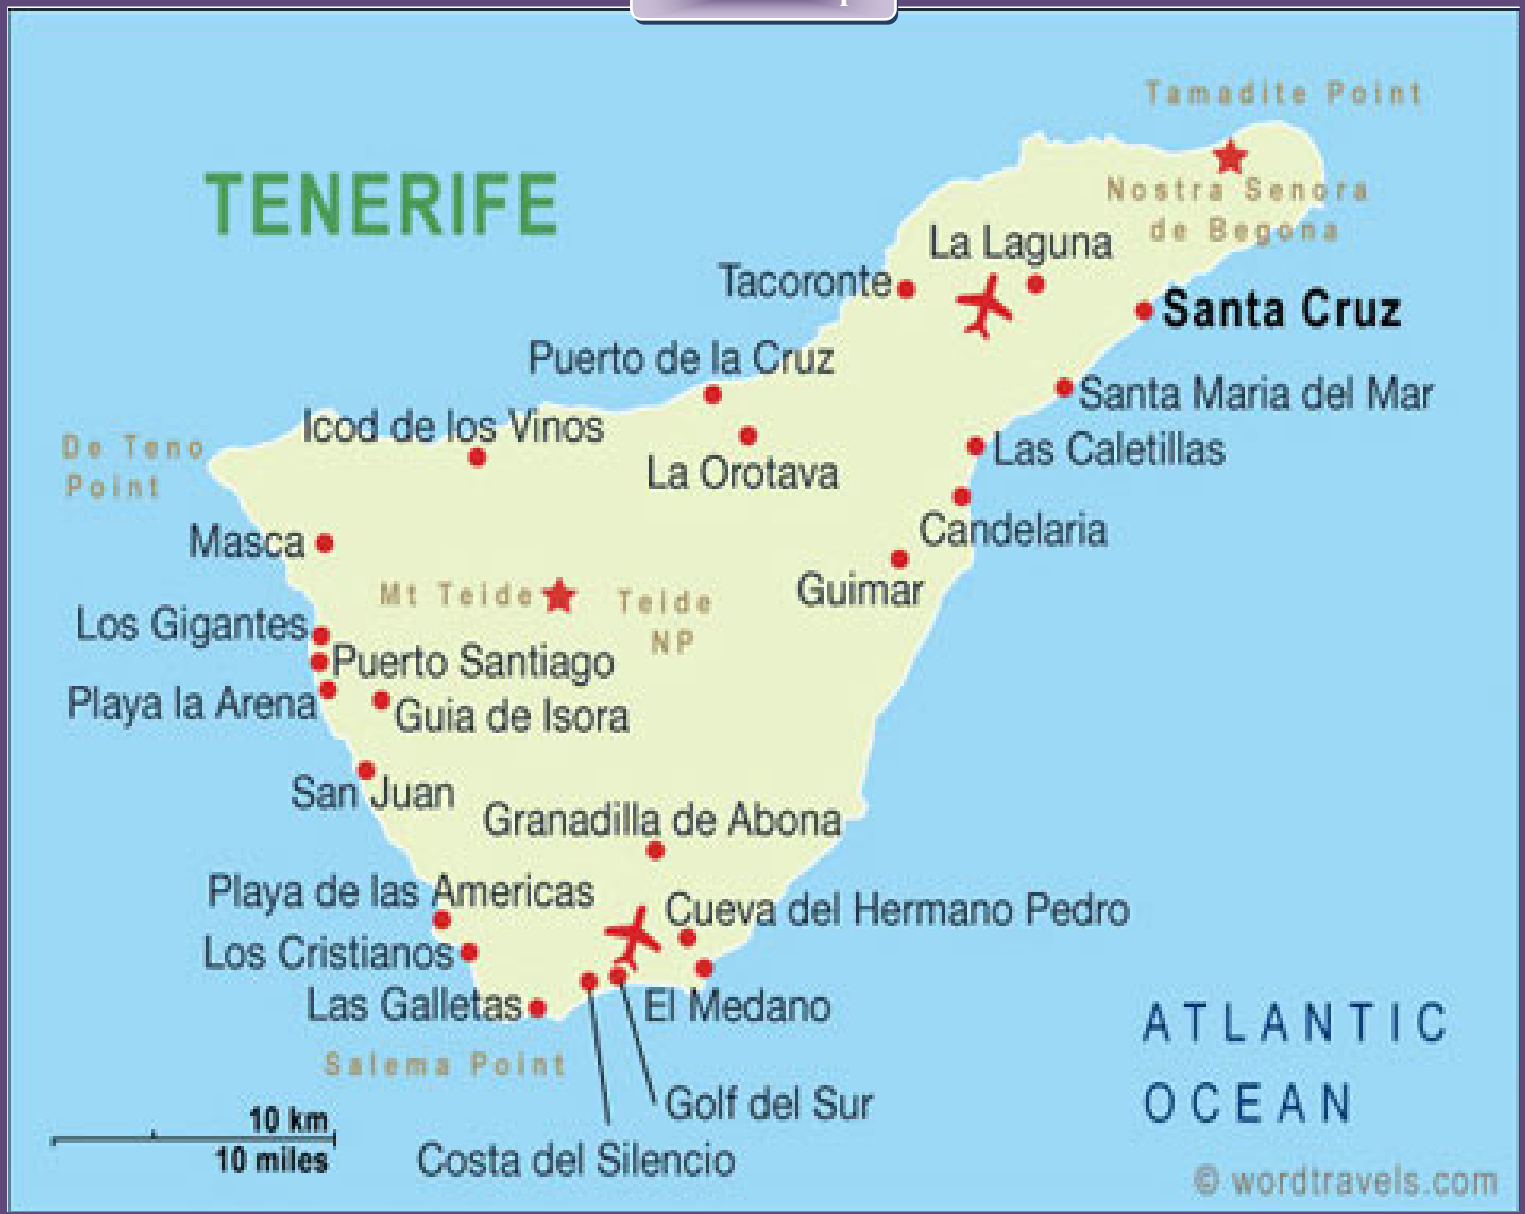 Tamadite Point
TENERIFE
Nostra Senora
de Begona
La Laguna
Tacoronte
Santa Cruz
Puerto de la Cruz
Santa Maria del Mar
Icod de los Vinos
De Teno
Point
Las Caletillas
La Orotava
Candelaria
Masca
Guimar
Mt Teide
Teide
NP
Los Gigantes
Puerto Santiago
Playa la Arena
Guia de Isora
San Juan
Granadilla de Abona
Playa de las Americas
Cueva del Hermano Pedro
Los Cristianos
Las Galletas
El Medano
ATLANTIC
OCEAN
Salema Point
Golf del Sur
10 km
10 miles
Costa del Silencio
© wordtravels.com